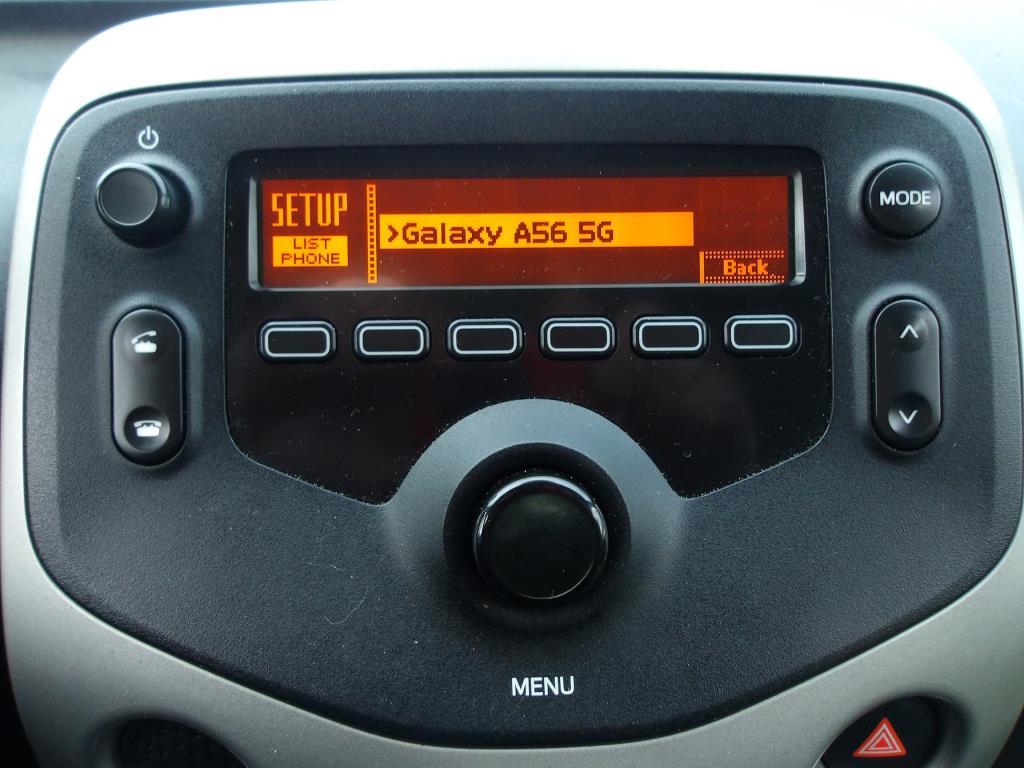 SETUP
LIST
PHONE
>Galaxy A56 5G
Back
MODE
MENU